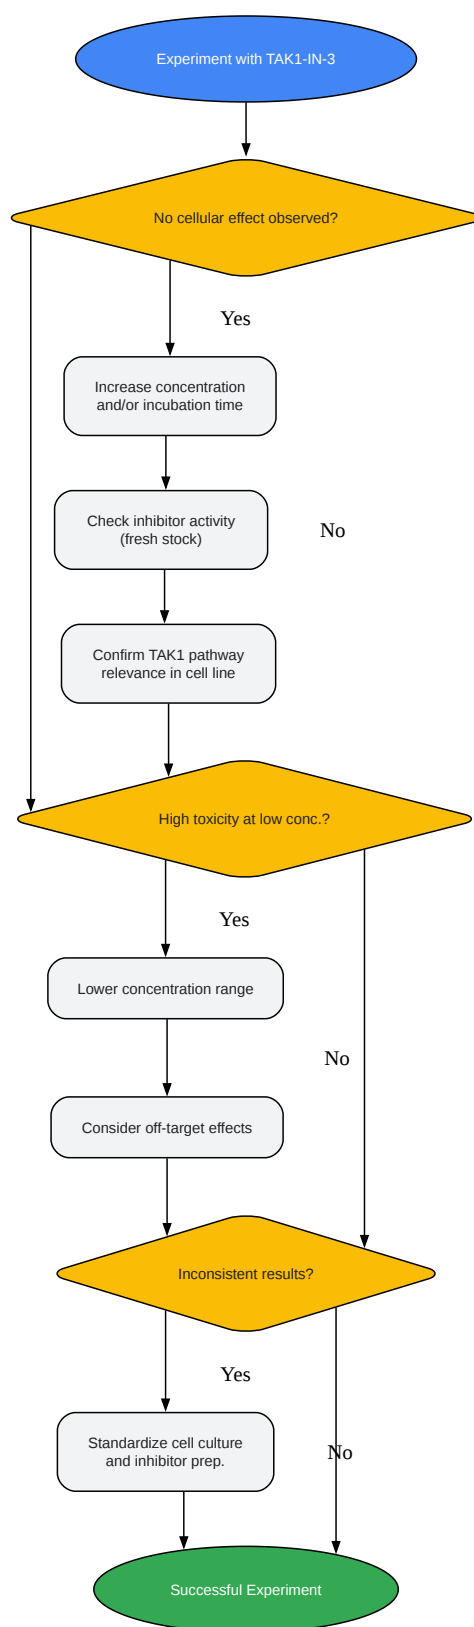 Experiment with TAK1-IN-3
No cellular effect observed?
Yes
Increase concentration
and/or incubation time
Check inhibitor activity
(fresh stock)
No
Confirm TAK1 pathway
relevance in cell line
High toxicity at low conc.?
Yes
Lower concentration range
No
Consider off-target effects
Inconsistent results?
Yes
Standardize cell culture
and inhibitor prep.
No
Successful Experiment